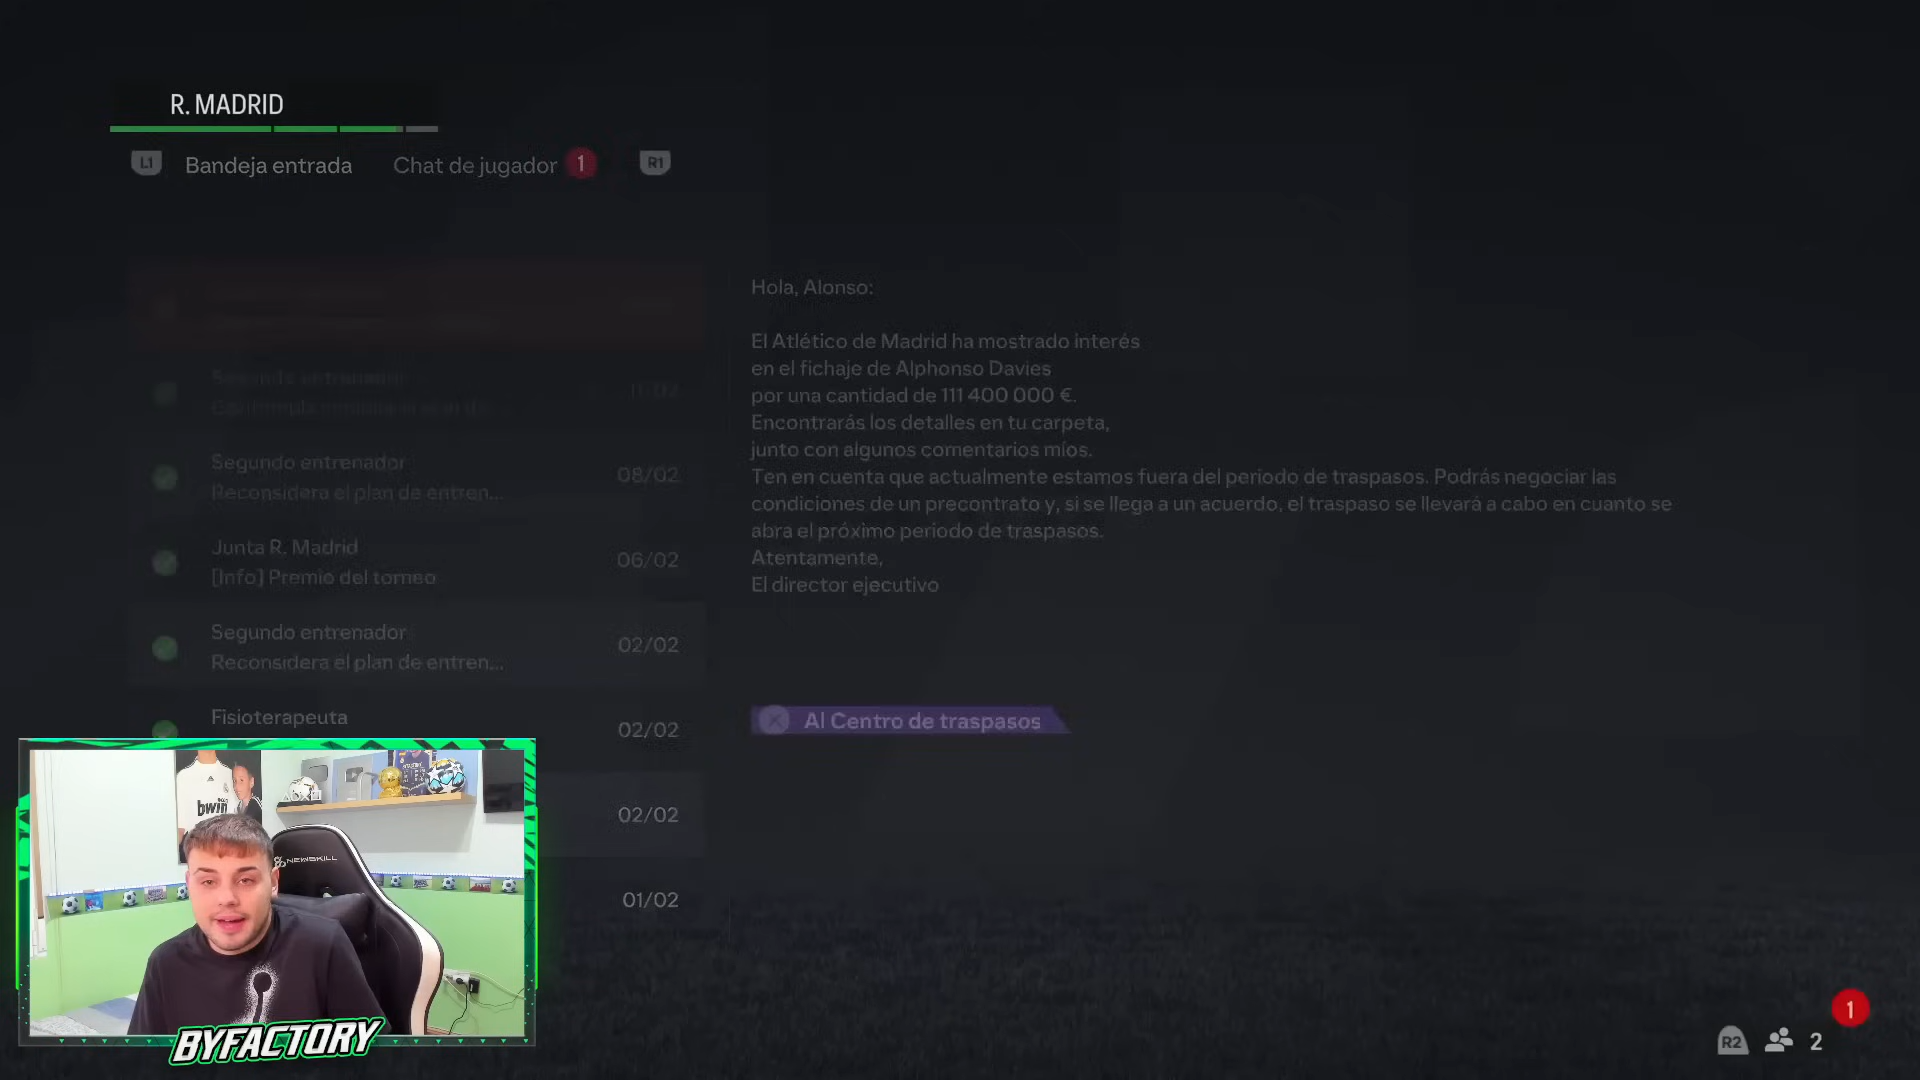 R. MADRID
L1 Bandeja entrada Chat de jugador 1 R1
Segundo entrenador
11/02
Segundo entrenador
Reconsidera el plan de entren...
08/02
Junta R. Madrid
[Info] Premio del torneo
06/02
Segundo entrenador
Reconsidera el plan de entren...
02/02
Fisioterapeuta
02/02
02/02
01/02
Hola, Alonso:
El Atlético de Madrid ha mostrado interés
en el fichaje de Alphonso Davies
por una cantidad de 111 400 000 €.
Encontrarás los detalles en tu carpeta,
junto con algunos comentarios míos.
Ten en cuenta que actualmente estamos fuera del periodo de traspasos. Podrás negociar las
condiciones de un precontrato y, si se llega a un acuerdo, el traspaso se llevará a cabo en cuanto se
abra el próximo periodo de traspasos.
Atentamente,
El director ejecutivo
Al Centro de traspasos
bwin
NEWSKILL
BYFACTORY
1
R2 2